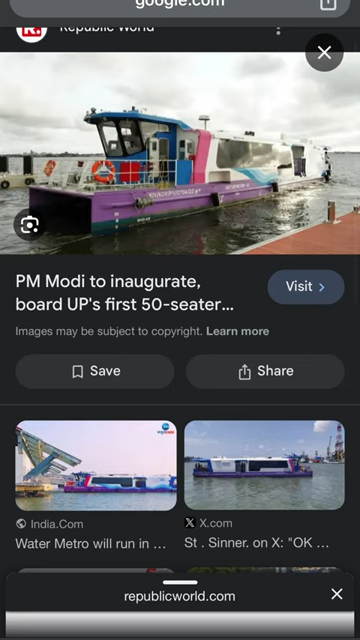 google.com
Republic World
PM Modi to inaugurate,
board UP's first 50-seater...
Visit
Images may be subject to copyright. Learn more
Save
Share
India.Com
Water Metro will run in ...
X.com
St . Sinner. on X: "OK ...
republicworld.com